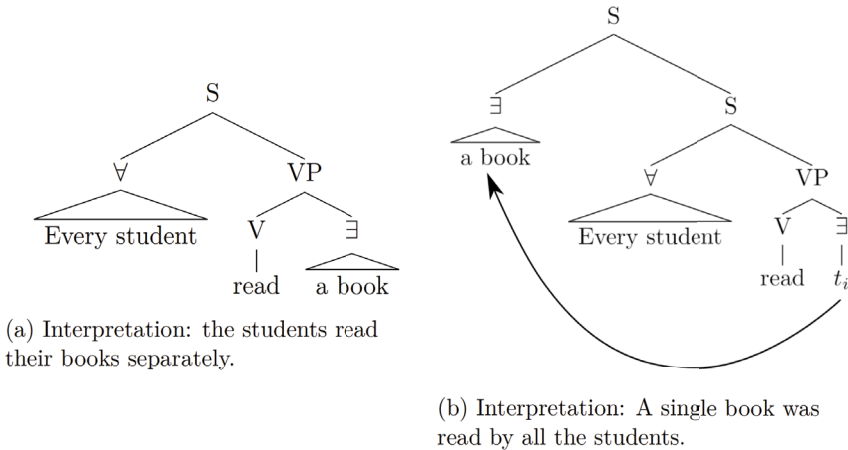 S
∀ VP
Every student V ∃
read a book
(a) Interpretation: the students read
their books separately.
S
∃ S
a book ∀ VP
Every student V ∃
read tᵢ
(b) Interpretation: A single book was
read by all the students.